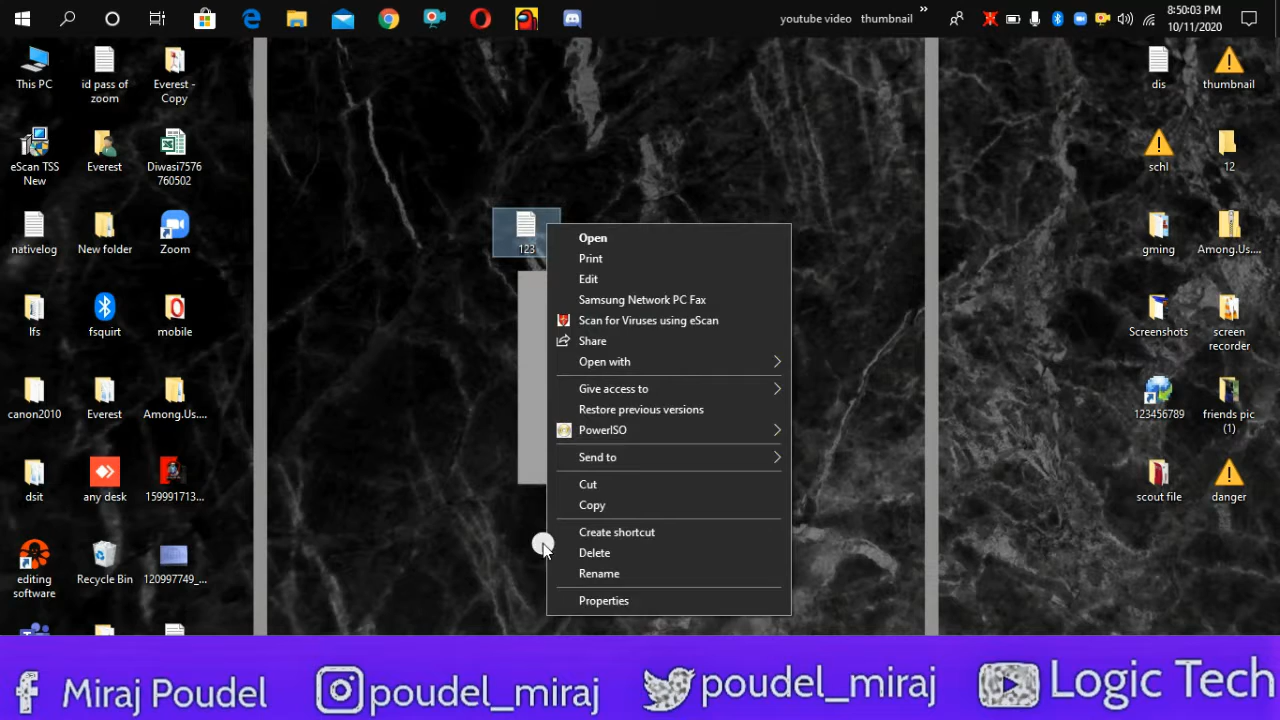 youtube video thumbnail »
8:50:03 PM
10/11/2020
This PC
id pass of
zoom
Everest -
Copy
dis
thumbnail
eScan TSS
New
Everest
Diwasi7576
760502
schl
12
nativelog
New folder
Zoom
123
gming
Among.Us....
lfs
fsquirt
mobile
Screenshots
screen
recorder
canon2010
Everest
Among.Us....
123456789
friends pic
(1)
dsit
any desk
159991713...
scout file
danger
editing
software
Recycle Bin
120997749_...
Open
Print
Edit
Samsung Network PC Fax
Scan for Viruses using eScan
Share
Open with
Give access to
Restore previous versions
PowerISO
Send to
Cut
Copy
Create shortcut
Delete
Rename
Properties
Miraj Poudel poudel_miraj poudel_miraj Logic Tech